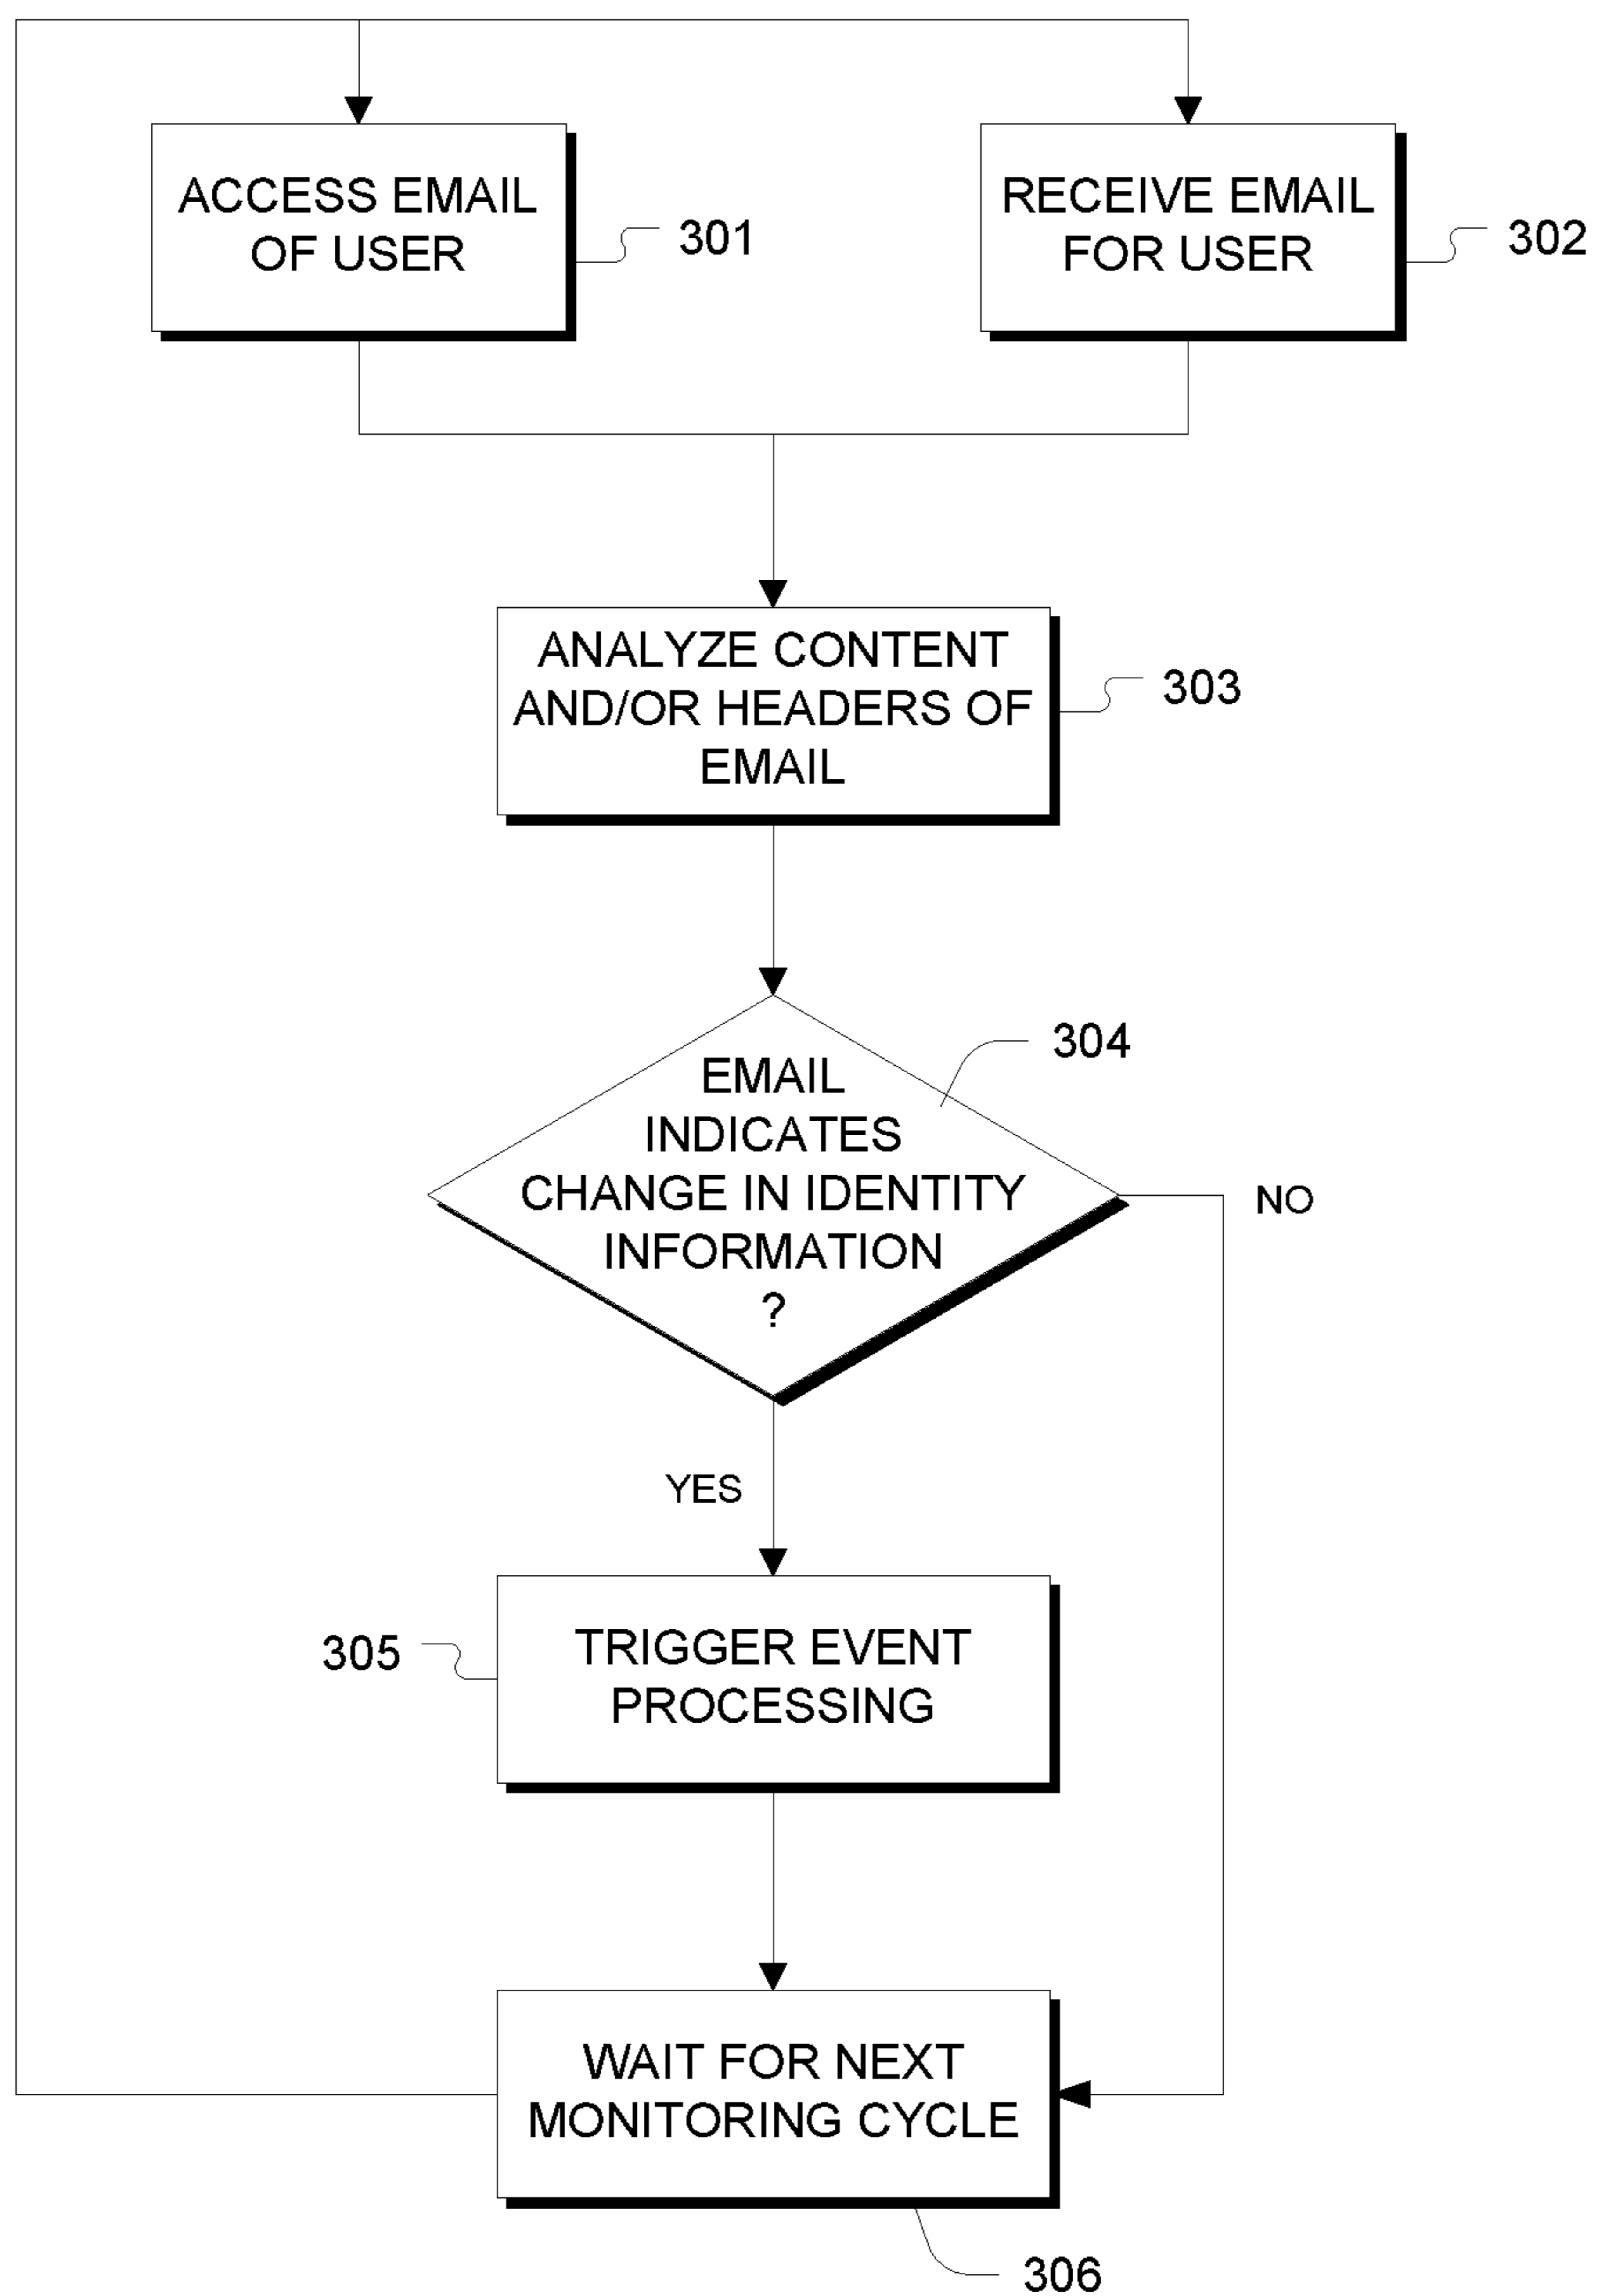 ACCESS EMAIL
OF USER
301
RECEIVE EMAIL
FOR USER
302
ANALYZE CONTENT
AND/OR HEADERS OF
EMAIL
303
304
EMAIL
INDICATES
CHANGE IN IDENTITY
INFORMATION
?
NO
YES
305
TRIGGER EVENT
PROCESSING
WAIT FOR NEXT
MONITORING CYCLE
306